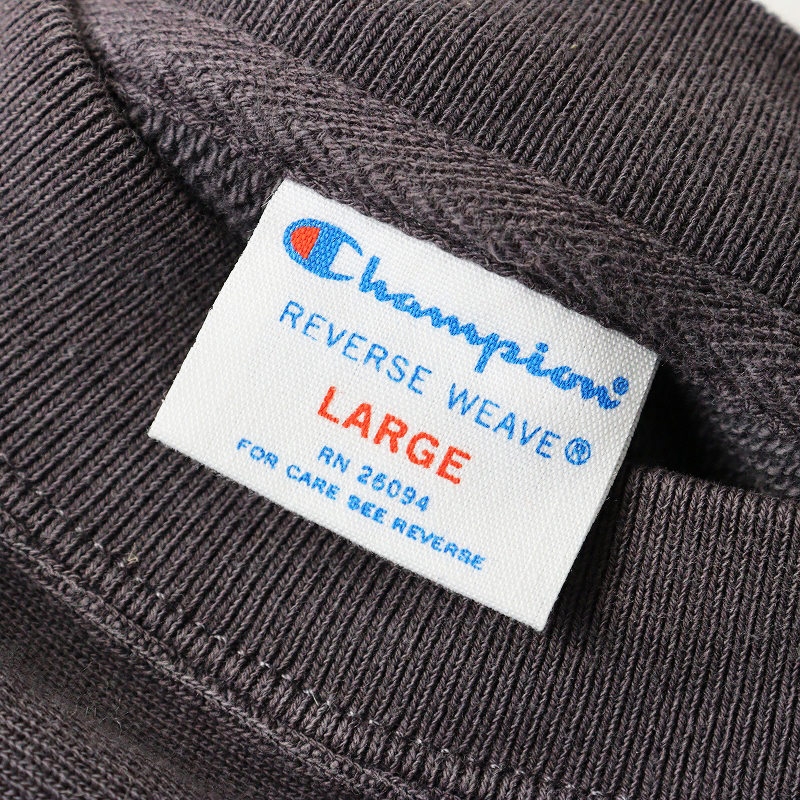 Champion®
REVERSE WEAVE®
LARGE
RN 26094
FOR CARE SEE REVERSE